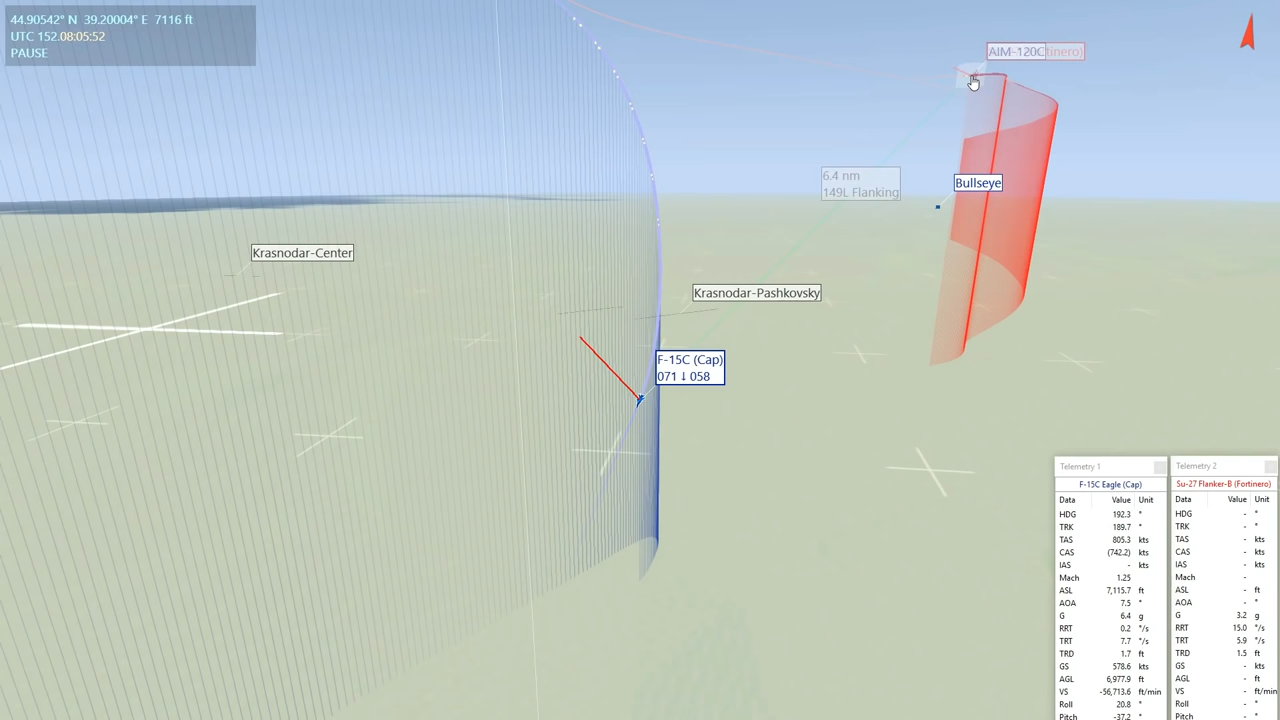 44.90542° N 39.20004° E 7116 ft
UTC 152.08:05:52
PAUSE
AIM-120C
tinero)
6.4 nm
149L Flanking
Bullseye
Krasnodar-Center
Krasnodar-Pashkovsky
F-15C (Cap)
071 ↓ 058
Telemetry 1
F-15C Eagle (Cap)
Data Value Unit
HDG 192.3 °
TRK 189.7 °
TAS 805.3 kts
CAS (742.2) kts
IAS - kts
Mach 1.25
ASL 7,115.7 ft
AOA 7.5 °
G 6.4 g
RRT 0.2 °/s
TRT 7.7 °/s
TRD 1.7 ft
GS 578.6 kts
AGL 6,977.9 ft
VS -56,713.6 ft/min
Roll 20.8 °
Pitch -37.2 °
Telemetry 2
Su-27 Flanker-B (Fortinero)
Data Value Unit
HDG - °
TRK - °
TAS - kts
CAS - kts
IAS - kts
Mach -
ASL - ft
AOA - °
G 3.2 g
RRT 15.0 °/s
TRT 5.9 °/s
TRD 1.5 ft
GS - kts
AGL - ft
VS - ft/min
Roll - °
Pitch - °